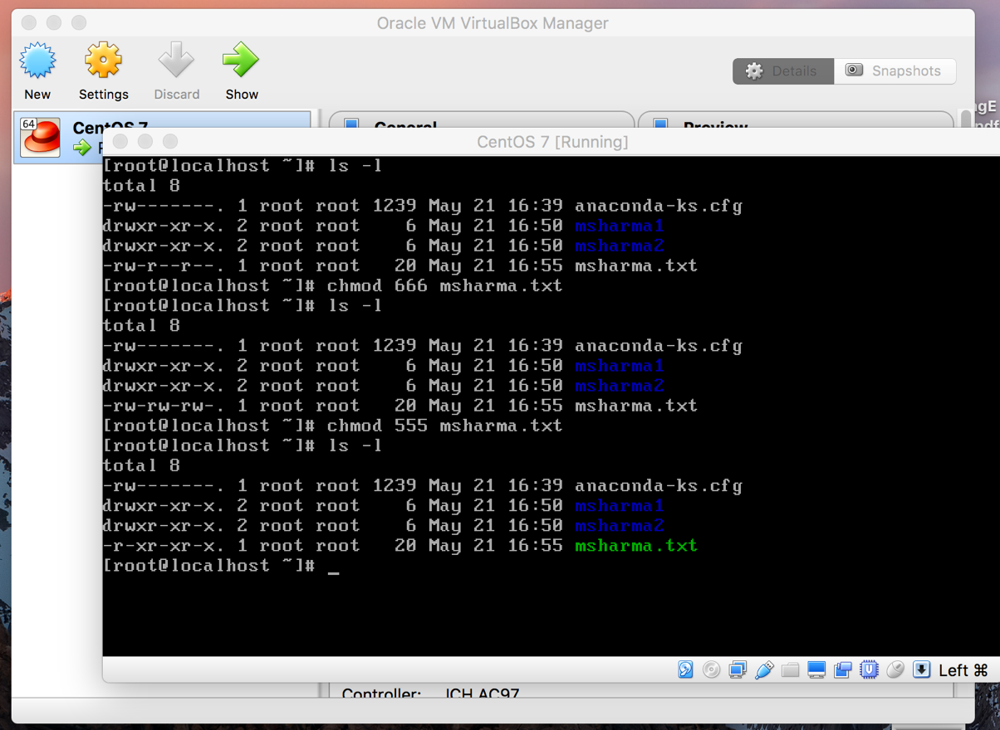 Oracle VM VirtualBox Manager
New Settings Discard Show
Details Snapshots
64
CentOS 7
General
Preview
CentOS 7 [Running]
[root@localhost ~]# ls -l
total 8
-rw-------. 1 root root 1239 May 21 16:39 anaconda-ks.cfg
drwxr-xr-x. 2 root root 6 May 21 16:50 msharma1
drwxr-xr-x. 2 root root 6 May 21 16:50 msharma2
-rw-r--r--. 1 root root 20 May 21 16:55 msharma.txt
[root@localhost ~]# chmod 666 msharma.txt
[root@localhost ~]# ls -l
total 8
-rw-------. 1 root root 1239 May 21 16:39 anaconda-ks.cfg
drwxr-xr-x. 2 root root 6 May 21 16:50 msharma1
drwxr-xr-x. 2 root root 6 May 21 16:50 msharma2
-rw-rw-rw-. 1 root root 20 May 21 16:55 msharma.txt
[root@localhost ~]# chmod 555 msharma.txt
[root@localhost ~]# ls -l
total 8
-rw-------. 1 root root 1239 May 21 16:39 anaconda-ks.cfg
drwxr-xr-x. 2 root root 6 May 21 16:50 msharma1
drwxr-xr-x. 2 root root 6 May 21 16:50 msharma2
-r-xr-xr-x. 1 root root 20 May 21 16:55 msharma.txt
[root@localhost ~]# _
Left ⌘
Controller: ICH AC97